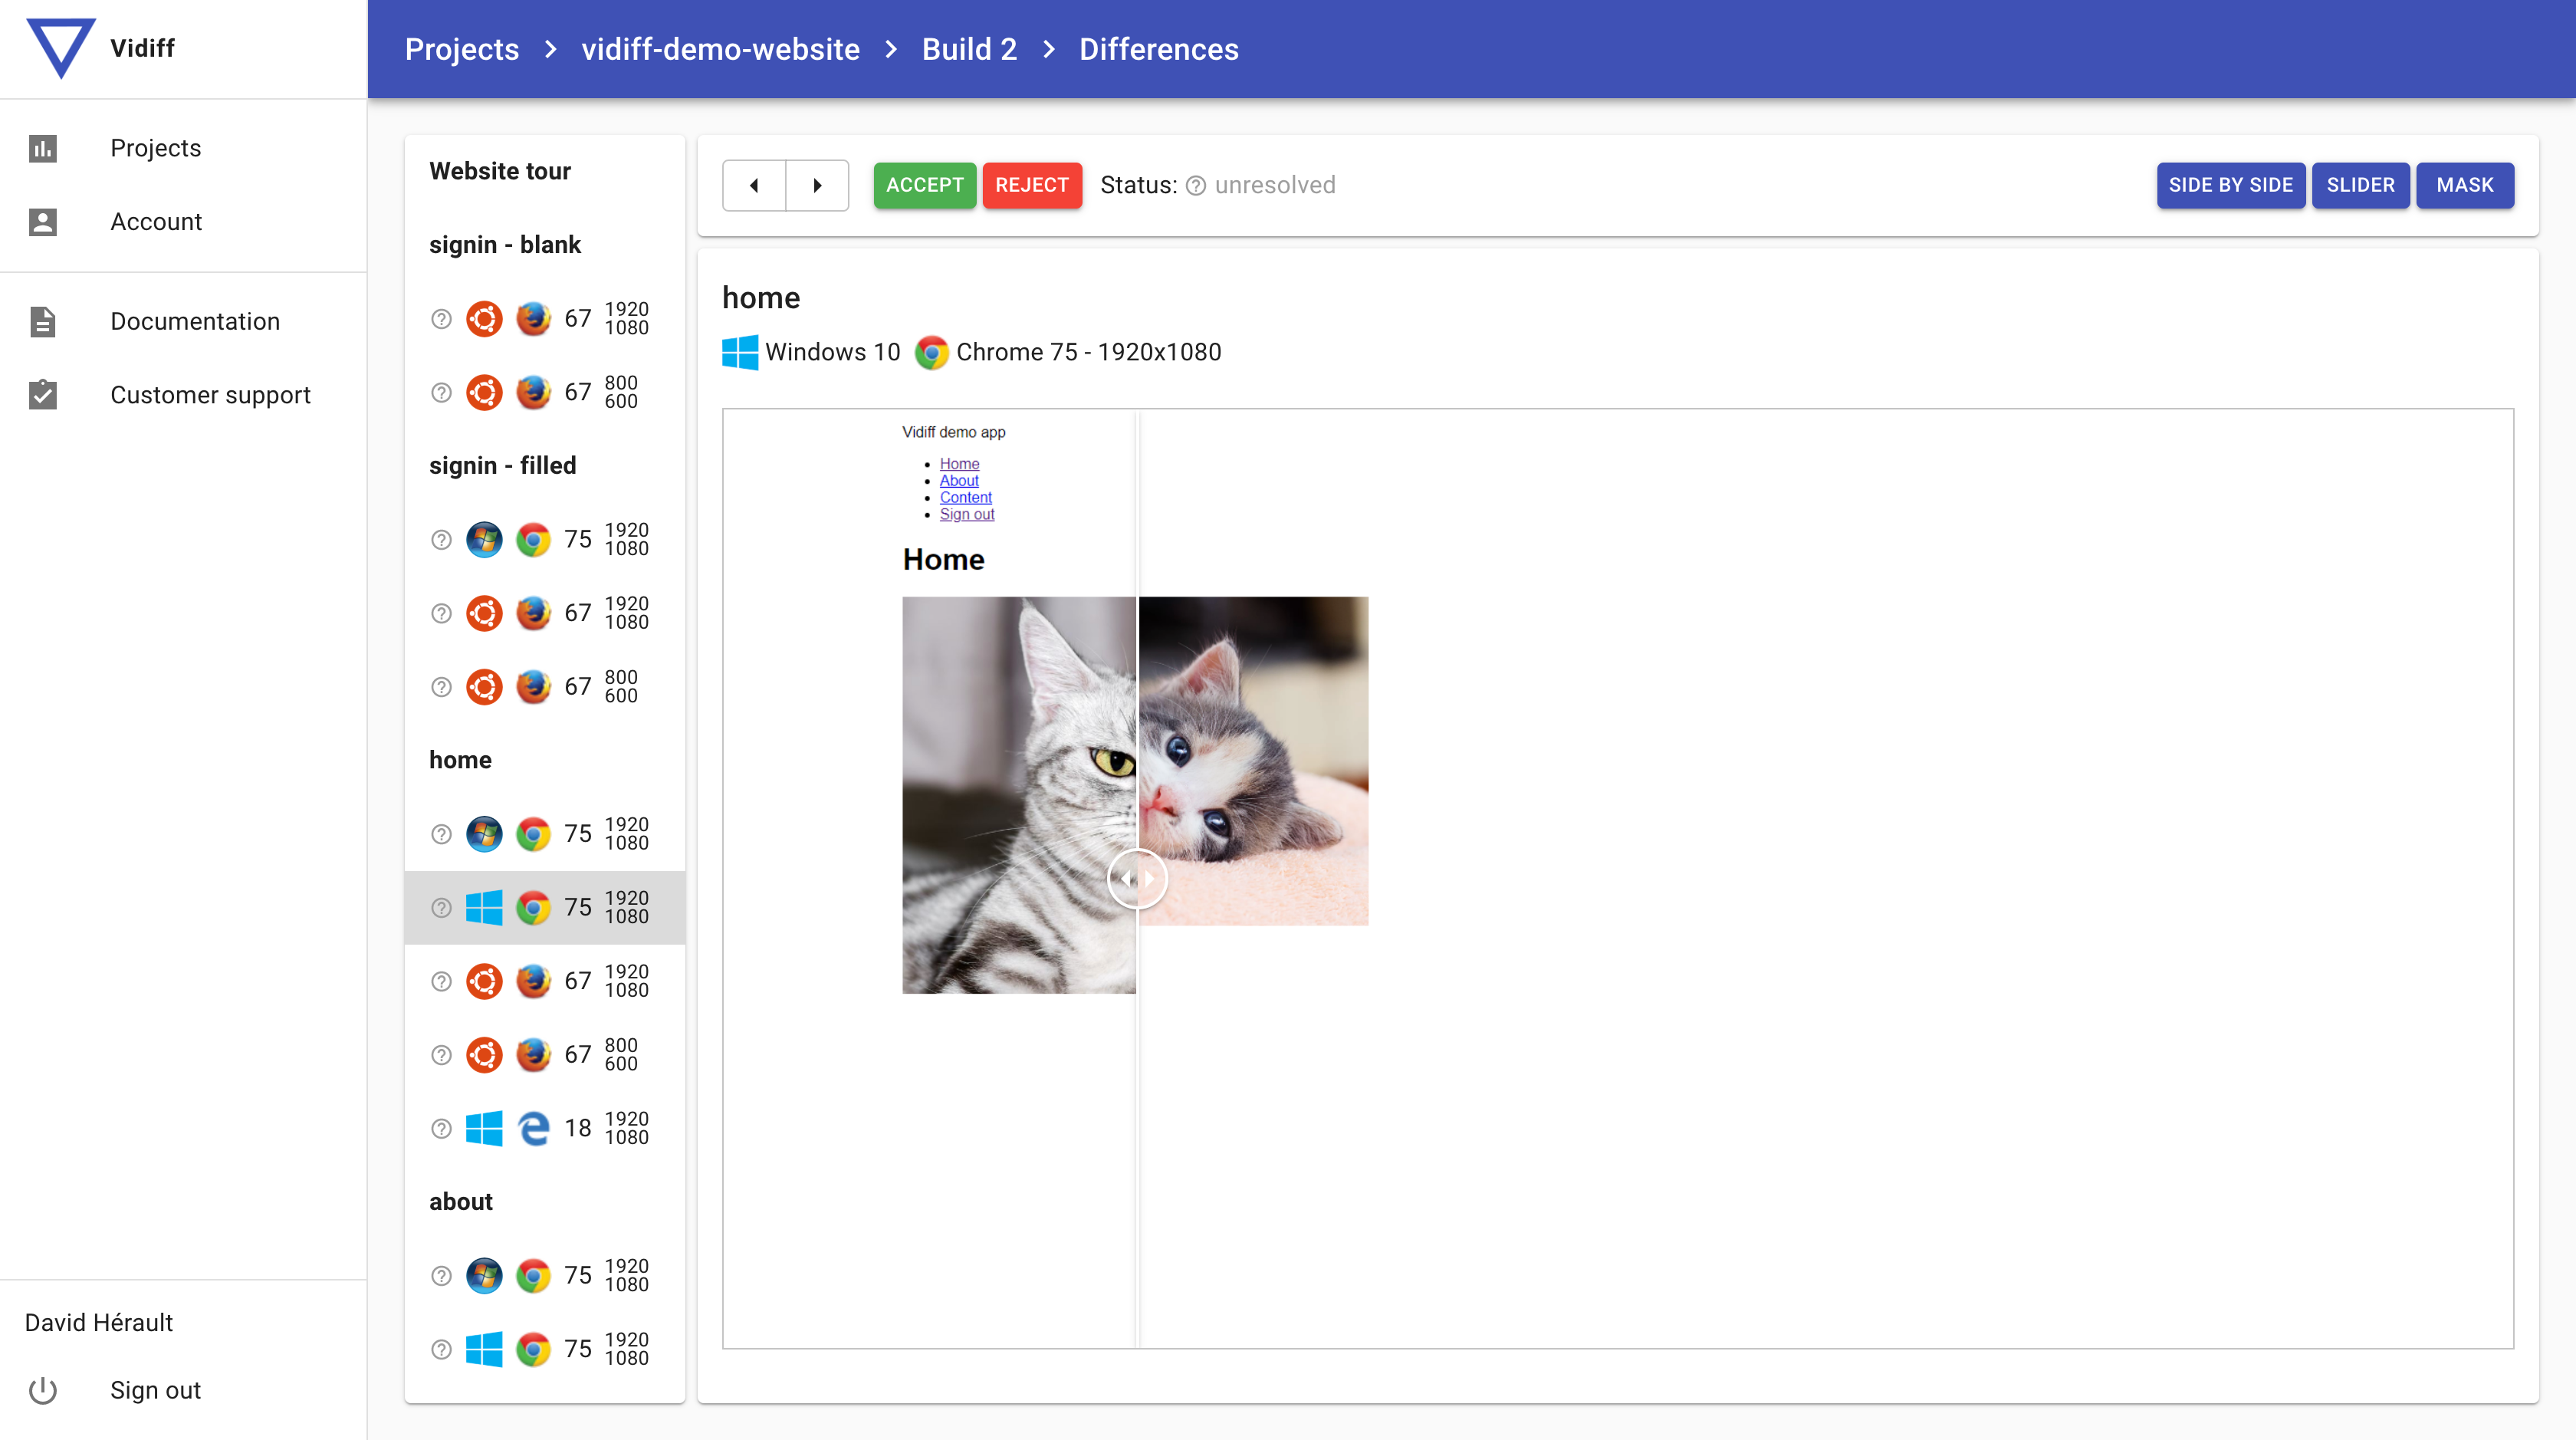 Vidiff
Projects
Account
Documentation
Customer support
David Hérault
Sign out
Projects > vidiff-demo-website > Build 2 > Differences
Website tour
signin - blank
67 1920 1080
67 800 600
signin - filled
75 1920 1080
67 1920 1080
67 800 600
home
75 1920 1080
75 1920 1080
67 1920 1080
67 800 600
18 1920 1080
about
75 1920 1080
75 1920 1080
ACCEPT REJECT Status: unresolved SIDE BY SIDE SLIDER MASK
home
Windows 10 Chrome 75 - 1920x1080
Vidiff demo app
Home
About
Content
Sign out
Home